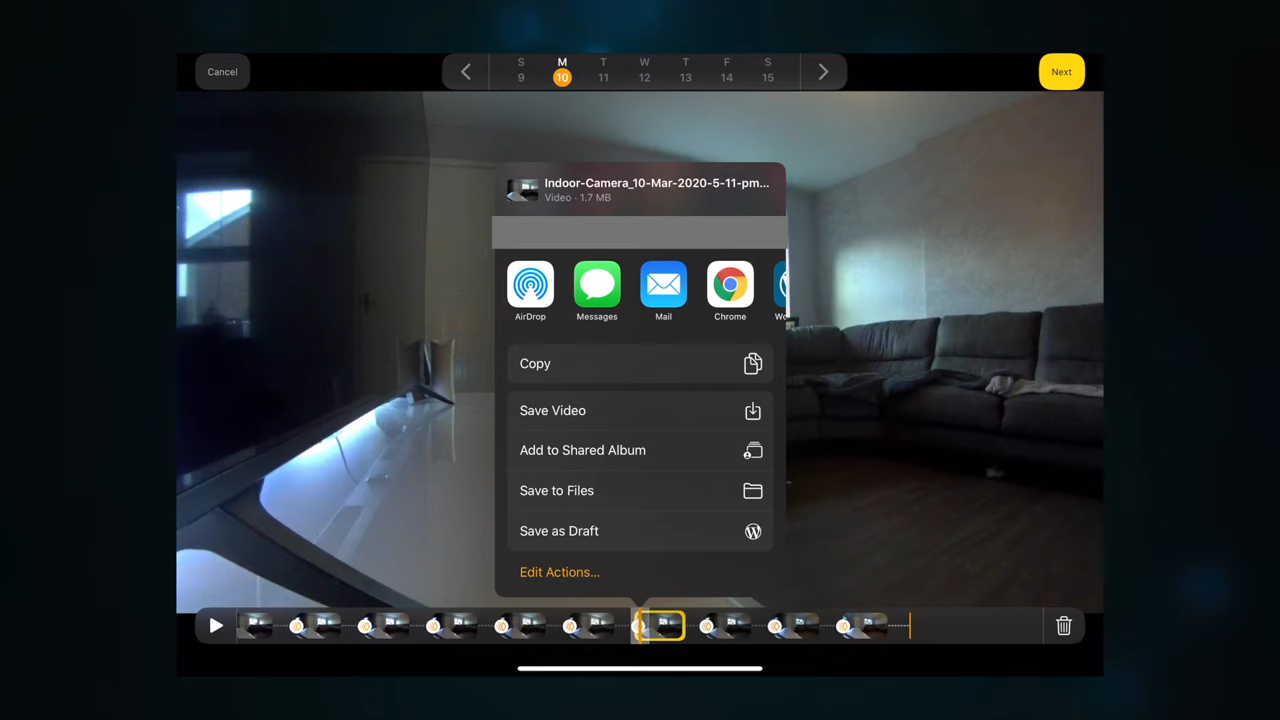 Cancel
S M T W T F S
9 10 11 12 13 14 15
Next
Indoor-Camera_10-Mar-2020-5-11-pm...
Video · 1.7 MB
AirDrop Messages Mail Chrome
Copy
Save Video
Add to Shared Album
Save to Files
Save as Draft
Edit Actions...